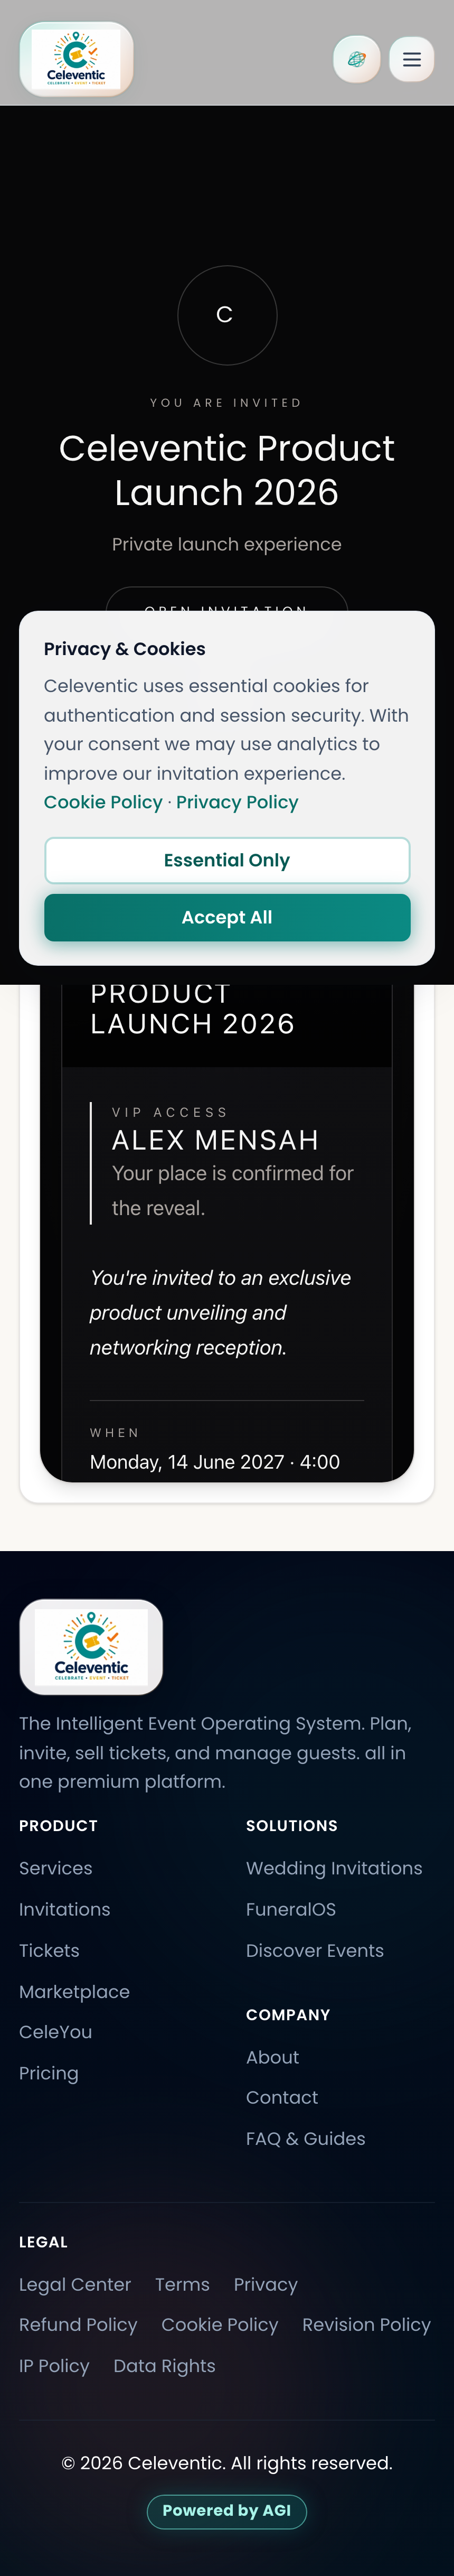 Celeventic
CELEBRATE • EVENT • TICKET
C
YOU ARE INVITED
Celeventic Product
Launch 2026
Private launch experience
OPEN INVITATION
Privacy & Cookies
Celeventic uses essential cookies for
authentication and session security. With
your consent we may use analytics to
improve our invitation experience.
Cookie Policy · Privacy Policy
Essential Only
Accept All
PRODUCT
LAUNCH 2026
VIP ACCESS
ALEX MENSAH
Your place is confirmed for
the reveal.
You're invited to an exclusive
product unveiling and
networking reception.
WHEN
Monday, 14 June 2027 · 4:00
Celeventic
CELEBRATE • EVENT • TICKET
The Intelligent Event Operating System. Plan,
invite, sell tickets, and manage guests. all in
one premium platform.
PRODUCT
Services
Invitations
Tickets
Marketplace
CeleYou
Pricing
SOLUTIONS
Wedding Invitations
FuneralOS
Discover Events
COMPANY
About
Contact
FAQ & Guides
LEGAL
Legal Center Terms Privacy
Refund Policy Cookie Policy Revision Policy
IP Policy Data Rights
© 2026 Celeventic. All rights reserved.
Powered by AGI